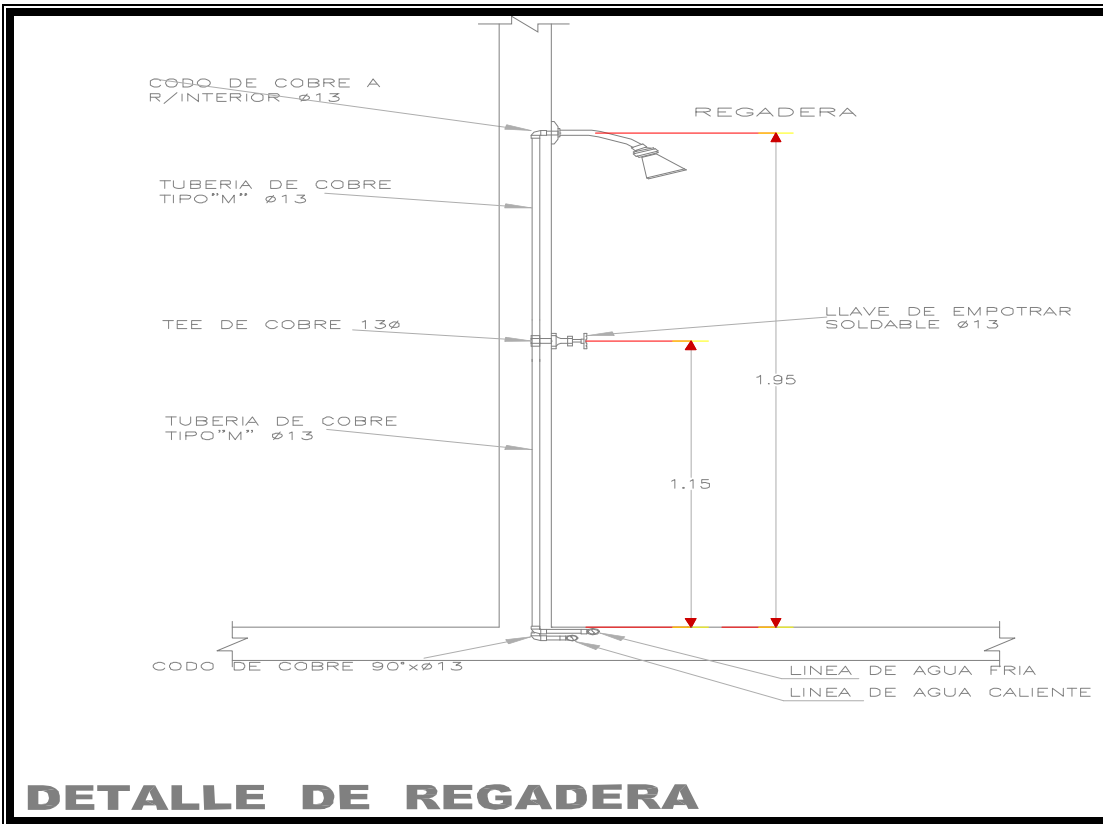 CODO DE COBRE A
R/INTERIOR ø13
REGADERA
TUBERIA DE COBRE
TIPO"M" ø13
TEE DE COBRE 13ø
LLAVE DE EMPOTRAR
SOLDABLE ø13
1.95
TUBERIA DE COBRE
TIPO"M" ø13
1.15
CODO DE COBRE 90°xø13
LINEA DE AGUA FRIA
LINEA DE AGUA CALIENTE
DETALLE DE REGADERA